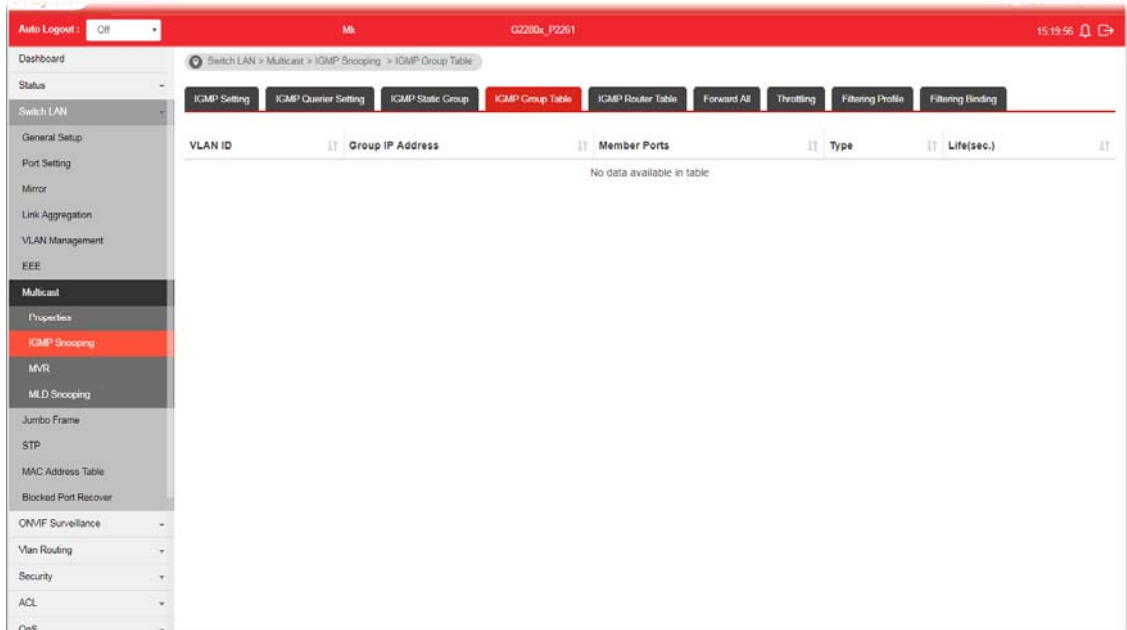 Auto Logout : Off Mk G2280x_P2261 15:19:56
Dashboard
Switch LAN > Multicast > IGMP Snooping > IGMP Group Table
Status
IGMP Setting IGMP Querier Setting IGMP Static Group IGMP Group Table IGMP Router Table Forward All Throttling Filtering Profile Filtering Binding
Switch LAN
General Setup
VLAN ID Group IP Address Member Ports Type Life(sec.)
Port Setting
No data available in table
Mirror
Link Aggregation
VLAN Management
EEE
Multicast
Properties
IGMP Snooping
MVR
MLD Snooping
Jumbo Frame
STP
MAC Address Table
Blocked Port Recover
ONVIF Surveillance
Vlan Routing
Security
ACL
QoS